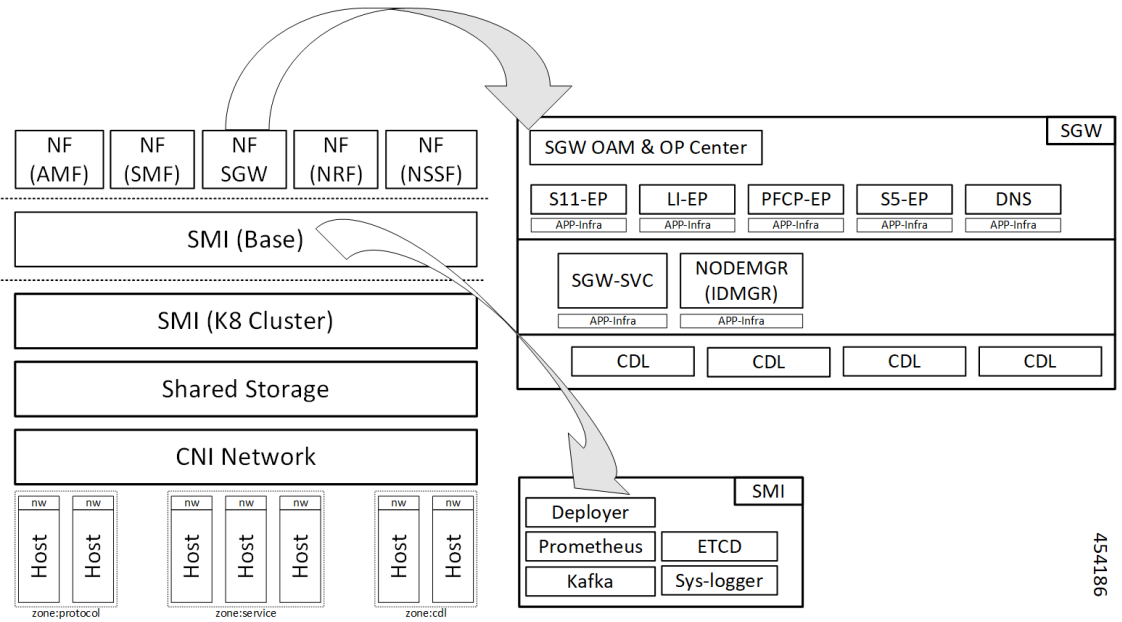 NF
(AMF)
NF
(SMF)
NF
SGW
NF
(NRF)
NF
(NSSF)
SMI (Base)
SMI (K8 Cluster)
Shared Storage
CNI Network
nw
nw
nw
nw
nw
nw
nw
Host
Host
Host
Host
Host
Host
Host
zone:protocol
zone:service
zone:cdl
SGW
SGW OAM & OP Center
S11-EP
LI-EP
PFCP-EP
S5-EP
DNS
APP-Infra
APP-Infra
APP-Infra
APP-Infra
APP-Infra
SGW-SVC
NODEMGR
(IDMGR)
APP-Infra
APP-Infra
CDL
CDL
CDL
CDL
SMI
Deployer
Prometheus
ETCD
Kafka
Sys-logger
454186